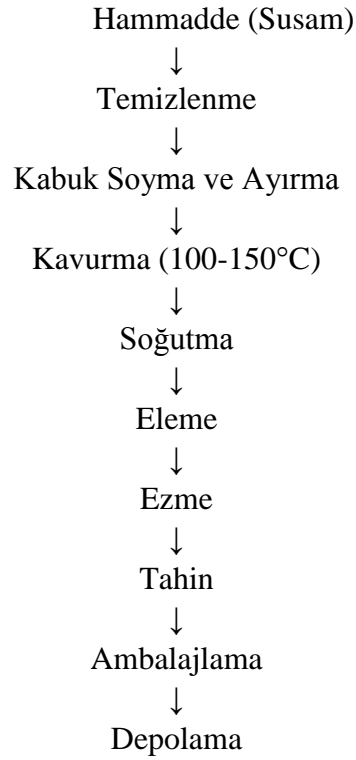 Hammadde (Susam)
↓
Temizlenme
↓
Kabuk Soyma ve Ayırma
↓
Kavurma (100-150°C)
↓
Soğutma
↓
Eleme
↓
Ezme
↓
Tahin
↓
Ambalajlama
↓
Depolama